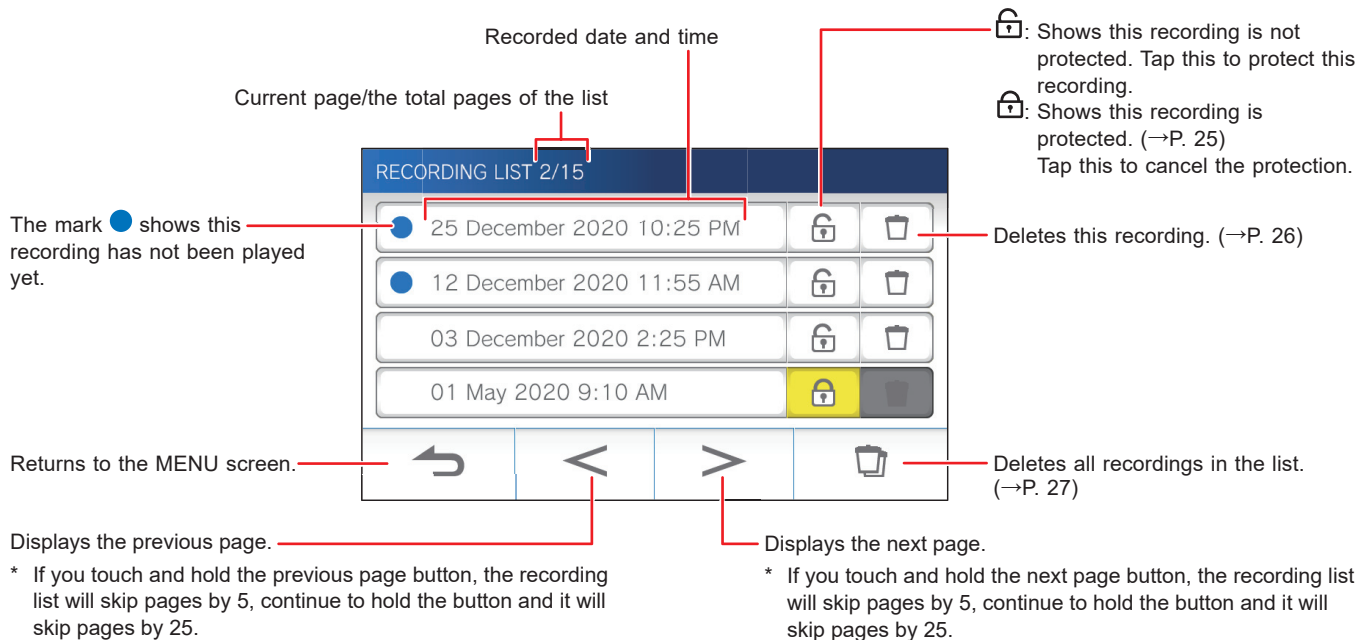 Recorded date and time
Current page/the total pages of the list
: Shows this recording is not
protected. Tap this to protect this
recording.
: Shows this recording is
protected. (→P. 25)
Tap this to cancel the protection.
RECORDING LIST 2/15
The mark ● shows this
recording has not been played
yet.
25 December 2020 10:25 PM
Deletes this recording. (→P. 26)
12 December 2020 11:55 AM
03 December 2020 2:25 PM
01 May 2020 9:10 AM
Returns to the MENU screen.
<
>
Deletes all recordings in the list.
(→P. 27)
Displays the previous page.
* If you touch and hold the previous page button, the recording
list will skip pages by 5, continue to hold the button and it will
skip pages by 25.
Displays the next page.
* If you touch and hold the next page button, the recording list
will skip pages by 5, continue to hold the button and it will
skip pages by 25.